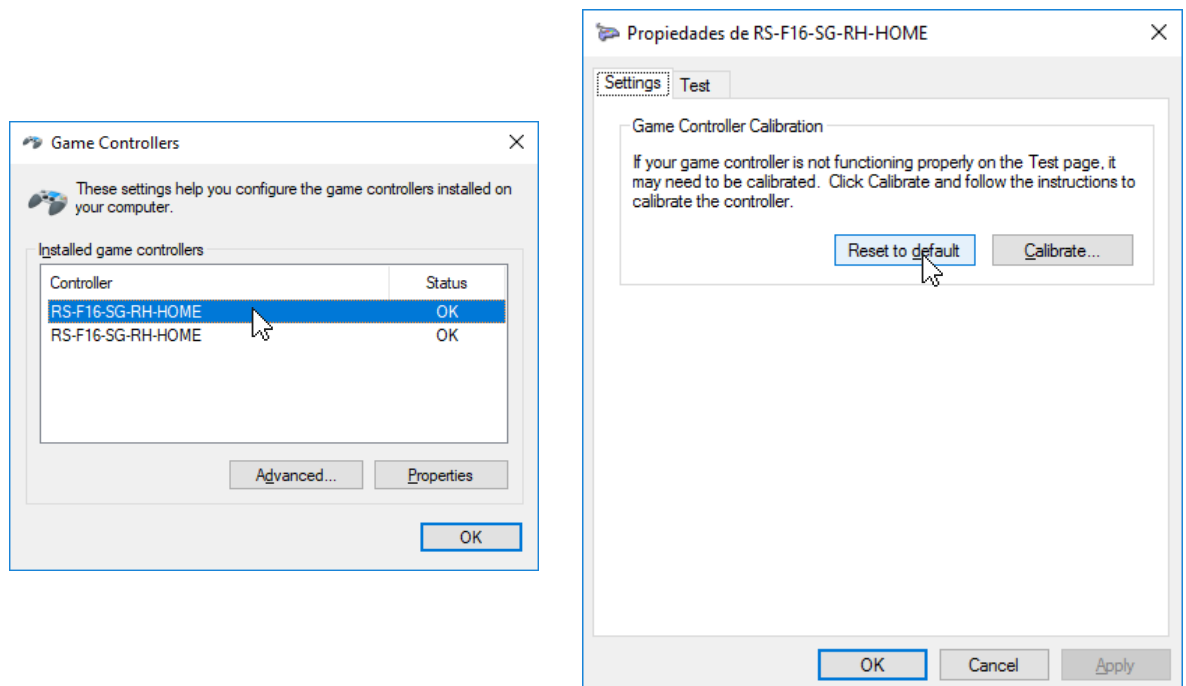 Game Controllers
These settings help you configure the game controllers installed on
your computer.
Installed game controllers
Controller Status
RS-F16-SG-RH-HOME OK
RS-F16-SG-RH-HOME OK
Advanced... Properties
OK
Propiedades de RS-F16-SG-RH-HOME
Settings Test
Game Controller Calibration
If your game controller is not functioning properly on the Test page, it
may need to be calibrated. Click Calibrate and follow the instructions to
calibrate the controller.
Reset to default Calibrate...
OK Cancel Apply